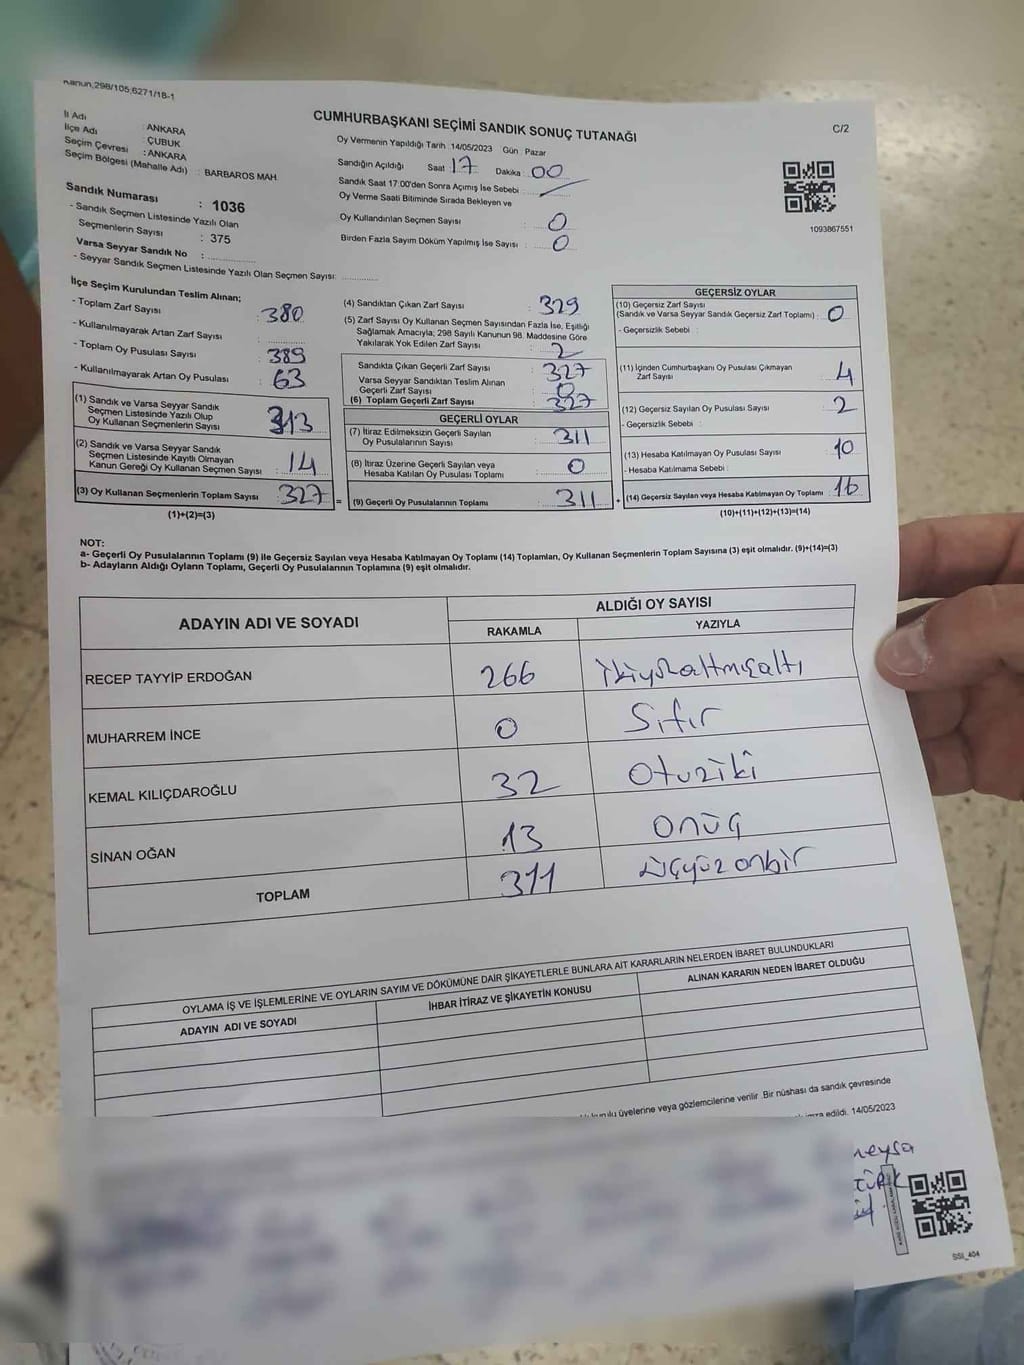 Kanun:298/105,6271/18-1
CUMHURBAŞKANI SEÇİMİ SANDIK SONUÇ TUTANAĞI
C/2
İl Adı : ANKARA
İlçe Adı : ÇUBUK
Seçim Çevresi : ANKARA
Seçim Bölgesi (Mahalle Adı) : BARBAROS MAH.
Sandık Numarası : 1036
- Sandık Seçmen Listesinde Yazılı Olan
Seçmenlerin Sayısı : 375
Varsa Seyyar Sandık No :
- Seyyar Sandık Seçmen Listesinde Yazılı Olan Seçmen Sayısı:
Oy Vermenin Yapıldığı Tarih :14/05/2023 Gün : Pazar
Sandığın Açıldığı Saat 17 Dakika : 00
Sandık Saat 17:00'den Sonra Açımış İse Sebebi :
Oy Verme Saati Bitiminde Sırada Bekleyen ve
Oy Kullandırılan Seçmen Sayısı : 0
Birden Fazla Sayım Döküm Yapılmış İse Sayısı : 0
1093867551
İlçe Seçim Kurulundan Teslim Alınan;
- Toplam Zarf Sayısı : 380
- Kullanılmayarak Artan Zarf Sayısı :
- Toplam Oy Pusulası Sayısı : 389
- Kullanılmayarak Artan Oy Pusulası : 63
(1) Sandık ve Varsa Seyyar Sandık
Seçmen Listesinde Yazılı Olup
Oy Kullanan Seçmenlerin Sayısı : 313
(2) Sandık ve Varsa Seyyar Sandık
Seçmen Listesinde Kayıtlı Olmayan
Kanun Gereği Oy Kullanan Seçmen Sayısı : 14
(3) Oy Kullanan Seçmenlerin Toplam Sayısı : 327
(1)+(2)=(3)
(4) Sandıktan Çıkan Zarf Sayısı : 329
(5) Zarf Sayısı Oy Kullanan Seçmen Sayısından Fazla İse, Eşitliği
Sağlamak Amacıyla; 298 Sayılı Kanunun 98. Maddesine Göre
Yakılarak Yok Edilen Zarf Sayısı : 2
Sandıkta Çıkan Geçerli Zarf Sayısı : 327
Varsa Seyyar Sandıktan Teslim Alınan
Geçerli Zarf Sayısı : 0
(6) Toplam Geçerli Zarf Sayısı : 327
GEÇERLİ OYLAR
(7) İtiraz Edilmeksizin Geçerli Sayılan
Oy Pusulalarının Sayısı : 311
(8) İtiraz Üzerine Geçerli Sayılan veya
Hesaba Katılan Oy Pusulası Toplamı : 0
= (9) Geçerli Oy Pusulalarının Toplamı : 311 +
GEÇERSİZ OYLAR
(10) Geçersiz Zarf Sayısı
(Sandık ve Varsa Seyyar Sandık Geçersiz Zarf Toplamı) : 0
- Geçersizlik Sebebi :
(11) İçinden Cumhurbaşkanı Oy Pusulası Çıkmayan
Zarf Sayısı : 4
(12) Geçersiz Sayılan Oy Pusulası Sayısı : 2
- Geçersizlik Sebebi :
(13) Hesaba Katılmayan Oy Pusulası Sayısı : 10
- Hesaba Katılmama Sebebi :
(14) Geçersiz Sayılan veya Hesaba Katılmayan Oy Toplamı : 16
(10)+(11)+(12)+(13)=(14)
NOT:
a- Geçerli Oy Pusulalarının Toplamı (9) ile Geçersiz Sayılan veya Hesaba Katılmayan Oy Toplamı (14) Toplamları, Oy Kullanan Seçmenlerin Toplam Sayısına (3) eşit olmalıdır. (9)+(14)=(3)
b- Adayların Aldığı Oyların Toplamı, Geçerli Oy Pusulalarının Toplamına (9) eşit olmalıdır.
ADAYIN ADI VE SOYADI
ALDIĞI OY SAYISI
RAKAMLA YAZIYLA
RECEP TAYYİP ERDOĞAN 266 ikiyüzaltmışaltı
MUHARREM İNCE 0 Sıfır
KEMAL KILIÇDAROĞLU 32 Otuziki
SİNAN OĞAN 13 Onüç
TOPLAM 311 üçyüzonbir
OYLAMA İŞ VE İŞLEMLERİNE VE OYLARIN SAYIM VE DÖKÜMÜNE DAİR ŞİKAYETLERLE BUNLARA AİT KARARLARIN NELERDEN İBARET BULUNDUKLARI
ADAYIN ADI VE SOYADI
İHBAR İTİRAZ VE ŞİKAYETİN KONUSU
ALINAN KARARIN NEDEN İBARET OLDUĞU
kurulu üyelerine veya gözlemcilerine verilir .Bir nüshası da sandık çevresinde
imza edildi. 14/05/2023
SSI_404